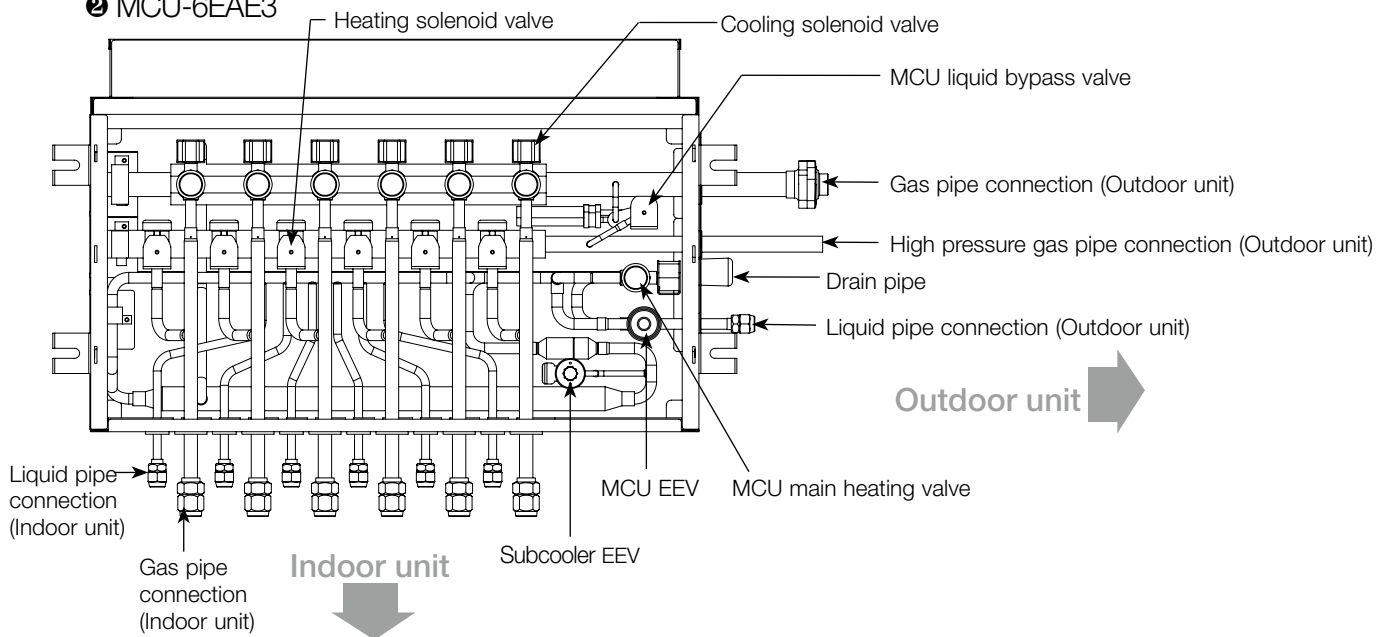 ❷ MCU-6EAE3
Heating solenoid valve
Cooling solenoid valve
MCU liquid bypass valve
Gas pipe connection (Outdoor unit)
High pressure gas pipe connection (Outdoor unit)
Drain pipe
Liquid pipe connection (Outdoor unit)
Outdoor unit
Liquid pipe
connection
(Indoor unit)
MCU EEV
MCU main heating valve
Subcooler EEV
Gas pipe
connection
(Indoor unit)
Indoor unit